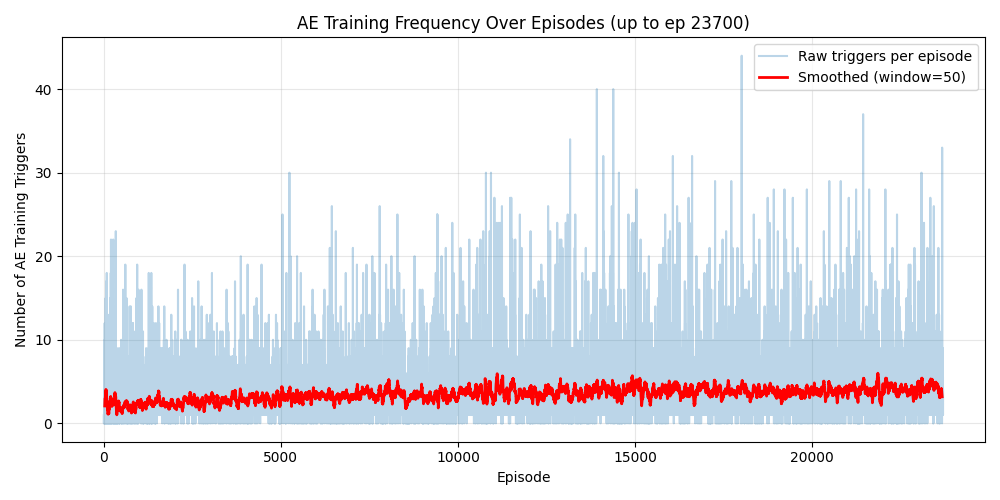 AE Training Frequency Over Episodes (up to ep 23700)
Raw triggers per episode
Smoothed (window=50)
Number of AE Training Triggers
40
30
20
10
0
0 5000 10000 15000 20000
Episode